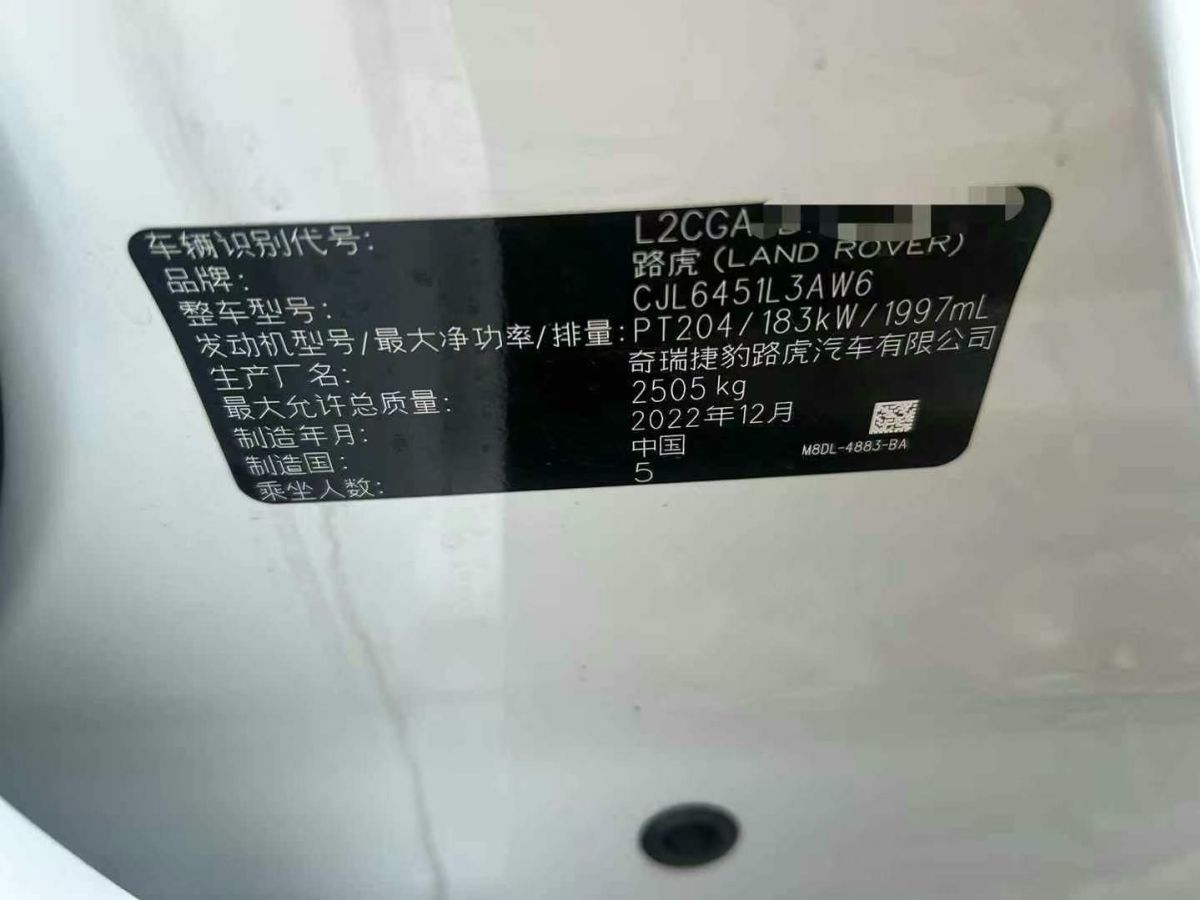 车辆识别代号: L2CGA
品牌: 路虎 (LAND ROVER)
整车型号: CJL6451L3AW6
发动机型号/最大净功率/排量: PT204/183kW/1997mL
生产厂名: 奇瑞捷豹路虎汽车有限公司
最大允许总质量: 2505 kg
制造年月: 2022年12月
制造国: 中国
乘坐人数: 5
M8DL-4883-BA